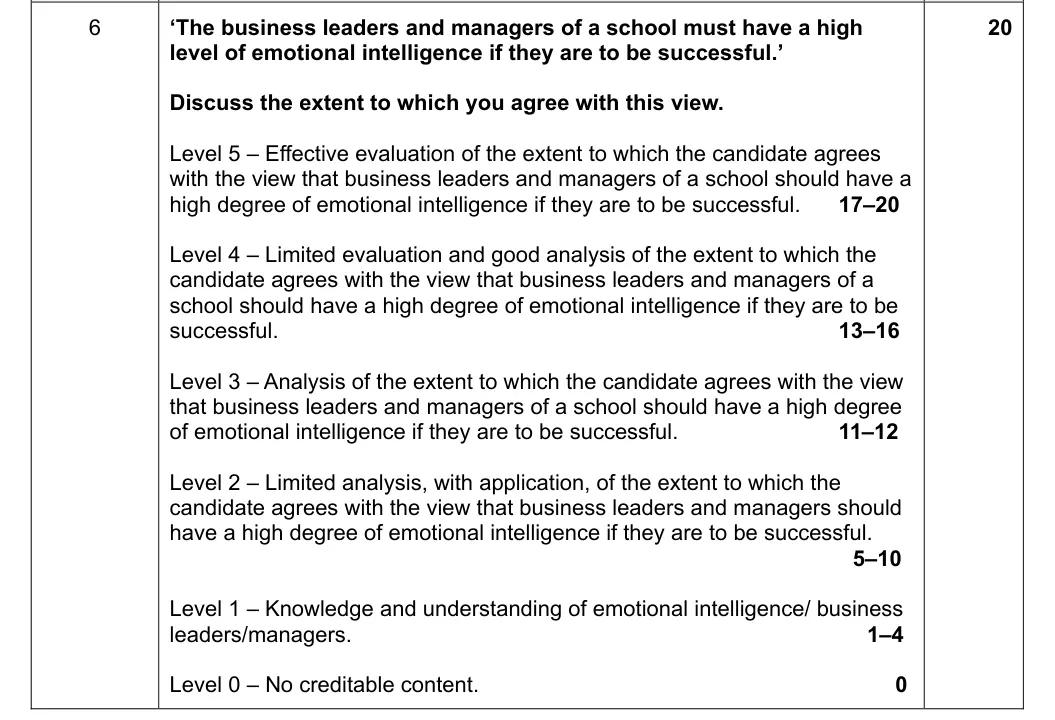 6
‘The business leaders and managers of a school must have a high
level of emotional intelligence if they are to be successful.’
20
Discuss the extent to which you agree with this view.
Level 5 – Effective evaluation of the extent to which the candidate agrees
with the view that business leaders and managers of a school should have a
high degree of emotional intelligence if they are to be successful. 17–20
Level 4 – Limited evaluation and good analysis of the extent to which the
candidate agrees with the view that business leaders and managers of a
school should have a high degree of emotional intelligence if they are to be
successful. 13–16
Level 3 – Analysis of the extent to which the candidate agrees with the view
that business leaders and managers of a school should have a high degree
of emotional intelligence if they are to be successful. 11–12
Level 2 – Limited analysis, with application, of the extent to which the
candidate agrees with the view that business leaders and managers should
have a high degree of emotional intelligence if they are to be successful.
5–10
Level 1 – Knowledge and understanding of emotional intelligence/ business
leaders/managers. 1–4
Level 0 – No creditable content. 0